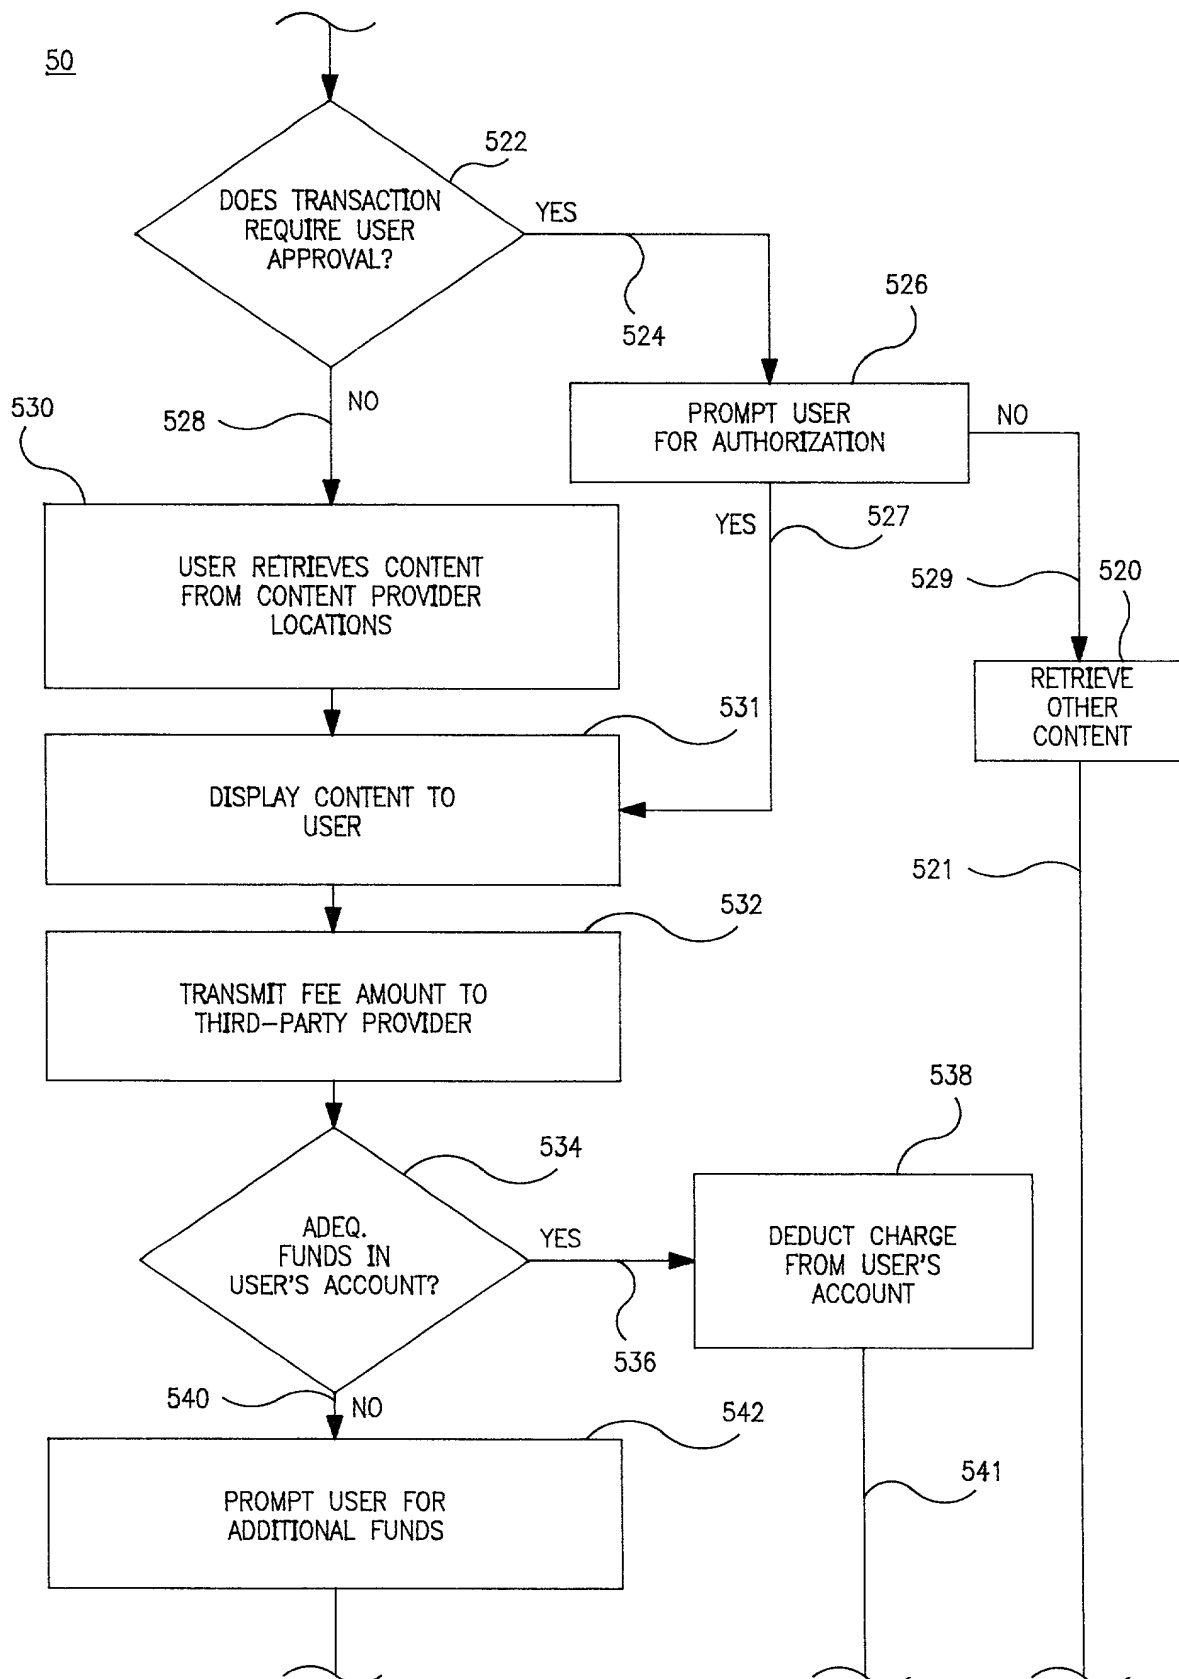 50
522
DOES TRANSACTION
REQUIRE USER
APPROVAL?
YES
524
526
PROMPT USER
FOR AUTHORIZATION
NO
530
528
NO
YES
527
529
520
USER RETRIEVES CONTENT
FROM CONTENT PROVIDER
LOCATIONS
RETRIEVE
OTHER
CONTENT
531
DISPLAY CONTENT TO
USER
521
532
TRANSMIT FEE AMOUNT TO
THIRD-PARTY PROVIDER
538
534
ADEQ.
FUNDS IN
USER'S ACCOUNT?
YES
536
DEDUCT CHARGE
FROM USER'S
ACCOUNT
540
NO
542
541
PROMPT USER FOR
ADDITIONAL FUNDS